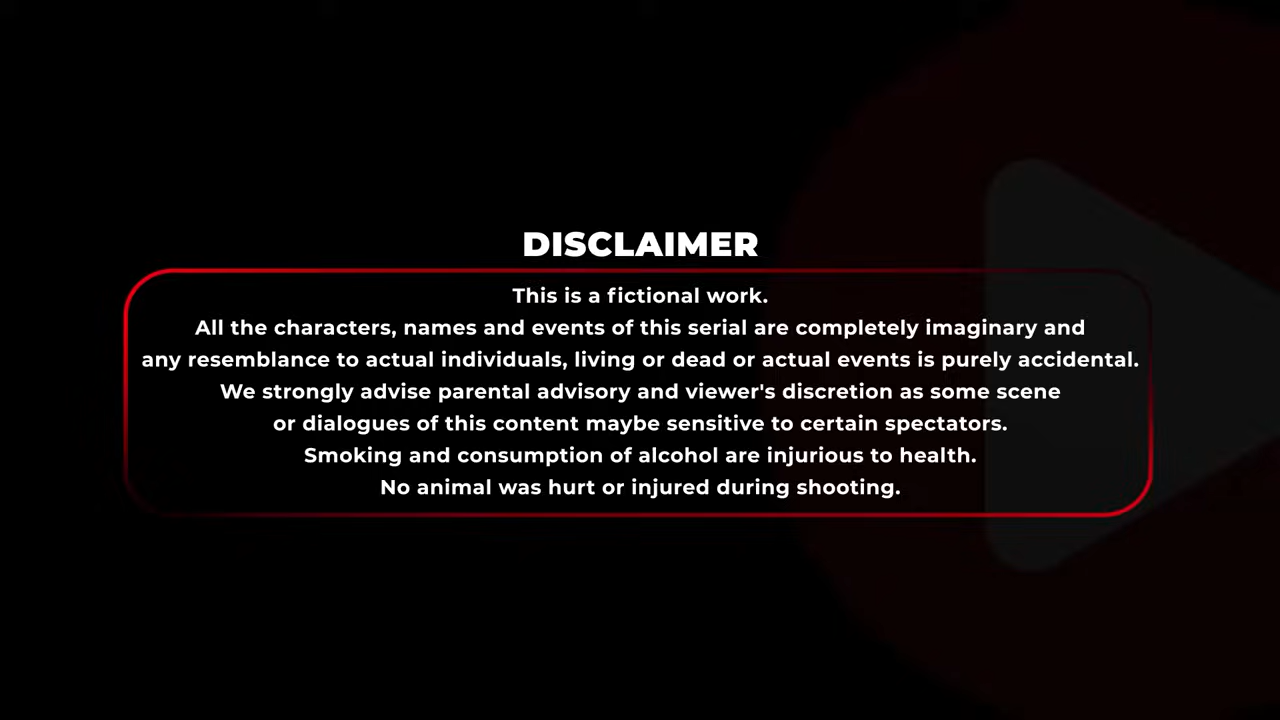 DISCLAIMER
This is a fictional work.
All the characters, names and events of this serial are completely imaginary and
any resemblance to actual individuals, living or dead or actual events is purely accidental.
We strongly advise parental advisory and viewer's discretion as some scene
or dialogues of this content maybe sensitive to certain spectators.
Smoking and consumption of alcohol are injurious to health.
No animal was hurt or injured during shooting.